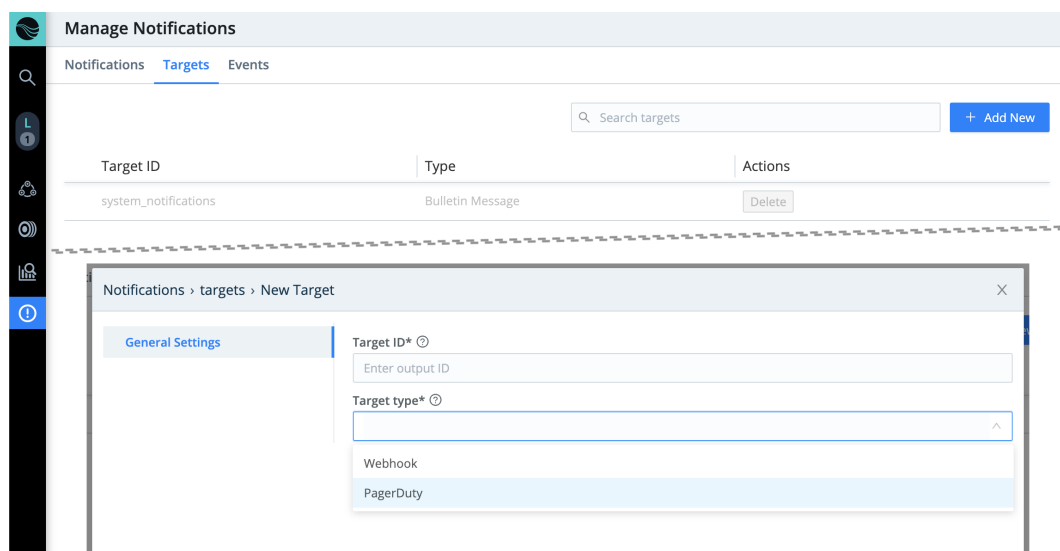 Manage Notifications
Notifications Targets Events
Search targets
+ Add New
L
1
Target ID Type Actions
system_notifications Bulletin Message Delete
Notifications › targets › New Target
General Settings
Target ID*
Enter output ID
Target type*
Webhook
PagerDuty